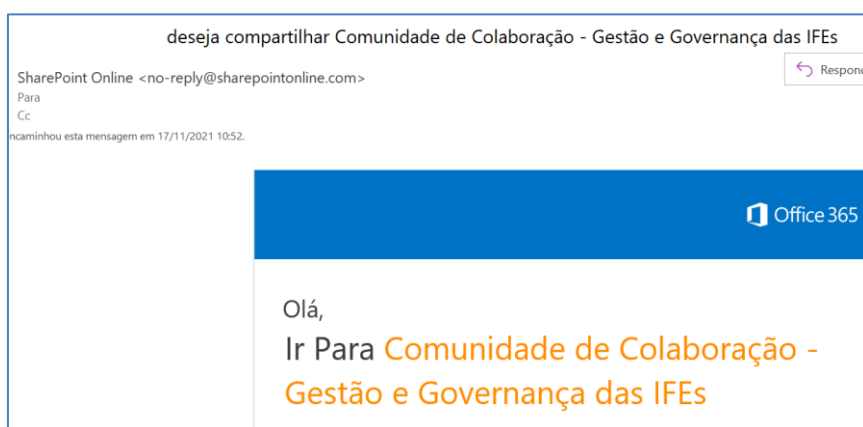 deseja compartilhar Comunidade de Colaboração - Gestão e Governança das IFEs
SharePoint Online <no-reply@sharepointonline.com>
Respond
Para
Cc
ncaminhou esta mensagem em 17/11/2021 10:52.
Office 365
Olá,
Ir Para Comunidade de Colaboração -
Gestão e Governança das IFEs